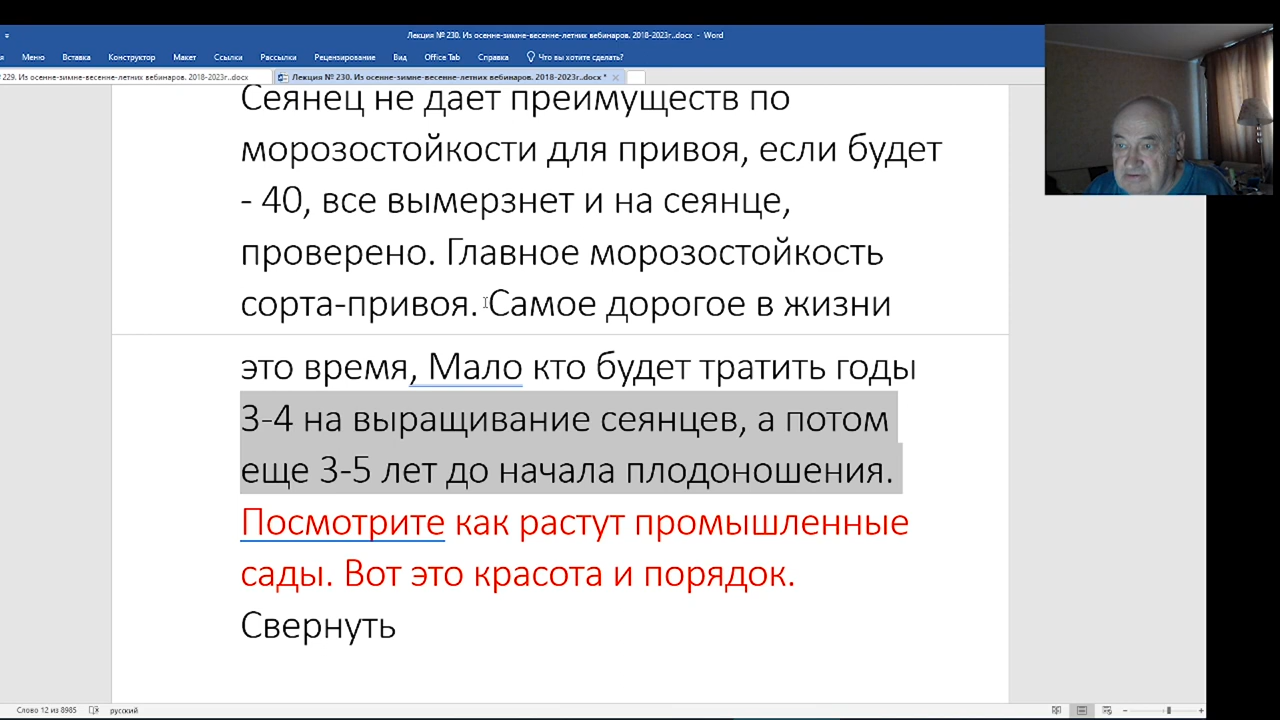 Лекция № 230. Из осенне-зимне-весенне-летних вебинаров. 2018-2023г..docx - Word
я Меню Вставка Конструктор Макет Ссылки Рассылки Рецензирование Вид Office Tab Справка Что вы хотите сделать?
229. Из осенне-зимне-весенне-летних вебинаров. 2018-2023г..docx Лекция № 230. Из осенне-зимне-весенне-летних вебинаров. 2018-2023г..docx *
Сеянец не дает преимуществ по
морозостойкости для привоя, если будет
- 40, все вымерзнет и на сеянце,
проверено. Главное морозостойкость
сорта-привоя. Самое дорогое в жизни
это время, Мало кто будет тратить годы
3-4 на выращивание сеянцев, а потом
еще 3-5 лет до начала плодоношения.
Посмотрите как растут промышленные
сады. Вот это красота и порядок.
Свернуть
Слово 12 из 8985 русский